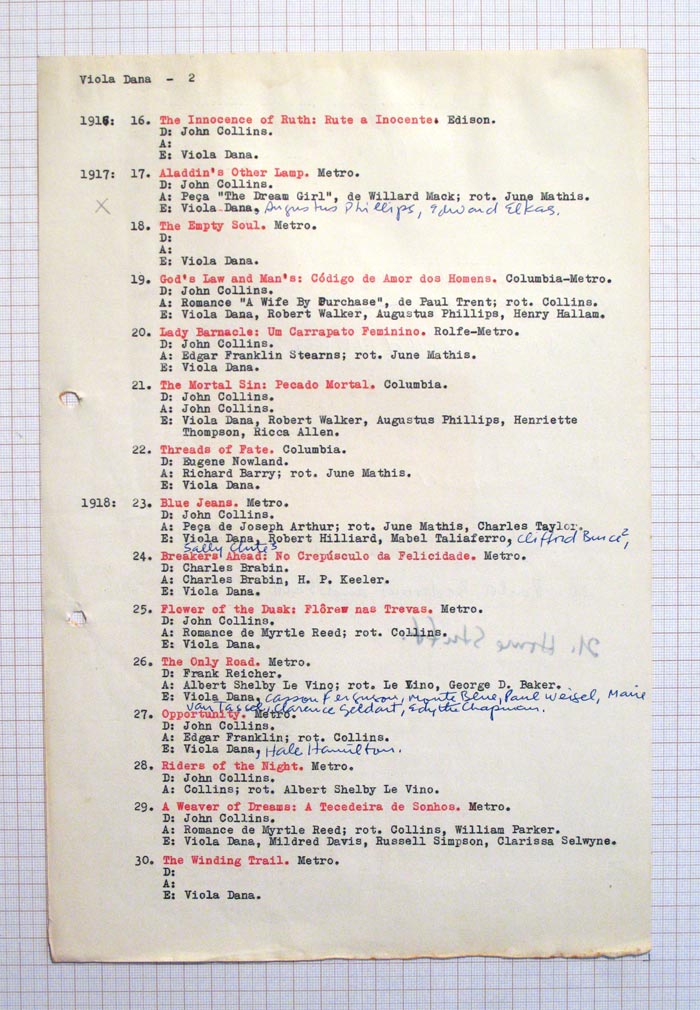 Viola Dana - 2
1916: 16. The Innocence of Ruth: Rute a Inocente. Edison.
D: John Collins.
A:
E: Viola Dana.
1917: 17. Aladdin's Other Lamp. Metro.
D: John Collins.
A: Peça "The Dream Girl", de Willard Mack; rot. June Mathis.
X E: Viola Dana, Augustus Phillips, Edward Elkas.
18. The Empty Soul. Metro.
D:
A:
E: Viola Dana.
19. God's Law and Man's: Código de Amor dos Homens. Columbia-Metro.
D: John Collins.
A: Romance "A Wife By Purchase", de Paul Trent; rot. Collins.
E: Viola Dana, Robert Walker, Augustus Phillips, Henry Hallam.
20. Lady Barnacle: Um Carrapato Feminino. Rolfe-Metro.
D: John Collins.
A: Edgar Franklin Stearns; rot. June Mathis.
E: Viola Dana.
21. The Mortal Sin: Pecado Mortal. Columbia.
D: John Collins.
A: John Collins.
E: Viola Dana, Robert Walker, Augustus Phillips, Henriette
Thompson, Ricca Allen.
22. Threads of Fate. Columbia.
D: Eugene Nowland.
A: Richard Barry; rot. June Mathis.
E: Viola Dana.
1918: 23. Blue Jeans. Metro.
D: John Collins.
A: Peça de Joseph Arthur; rot. June Mathis, Charles Taylor.
E: Viola Dana, Robert Hilliard, Mabel Taliaferro, Clifford Bruce²,
Sally Crute³
24. Breakers Ahead: No Crepúsculo da Felicidade. Metro.
D: Charles Brabin.
A: Charles Brabin, H. P. Keeler.
E: Viola Dana.
25. Flower of the Dusk: Flôrew nas Trevas. Metro.
D: John Collins.
A: Romance de Myrtle Reed; rot. Collins.
E: Viola Dana.
21. Home Stuff.
26. The Only Road. Metro.
D: Frank Reicher.
A: Albert Shelby Le Vino; rot. Le Vino, George D. Baker.
E: Viola Dana, Casson Ferguson, Monte Blue, Paul Weigel, Marie
Van Tassel, Clarence Geldart, Edythe Chapman.
27. Opportunity. Metro.
D: John Collins.
A: Edgar Franklin; rot. Collins.
E: Viola Dana, Hale Hamilton.
28. Riders of the Night. Metro.
D: John Collins.
A: Collins; rot. Albert Shelby Le Vino.
29. A Weaver of Dreams: A Tecedeira de Sonhos. Metro.
D: John Collins.
A: Romance de Myrtle Reed; rot. Collins, William Parker.
E: Viola Dana, Mildred Davis, Russell Simpson, Clarissa Selwyne.
30. The Winding Trail. Metro.
D:
A:
E: Viola Dana.